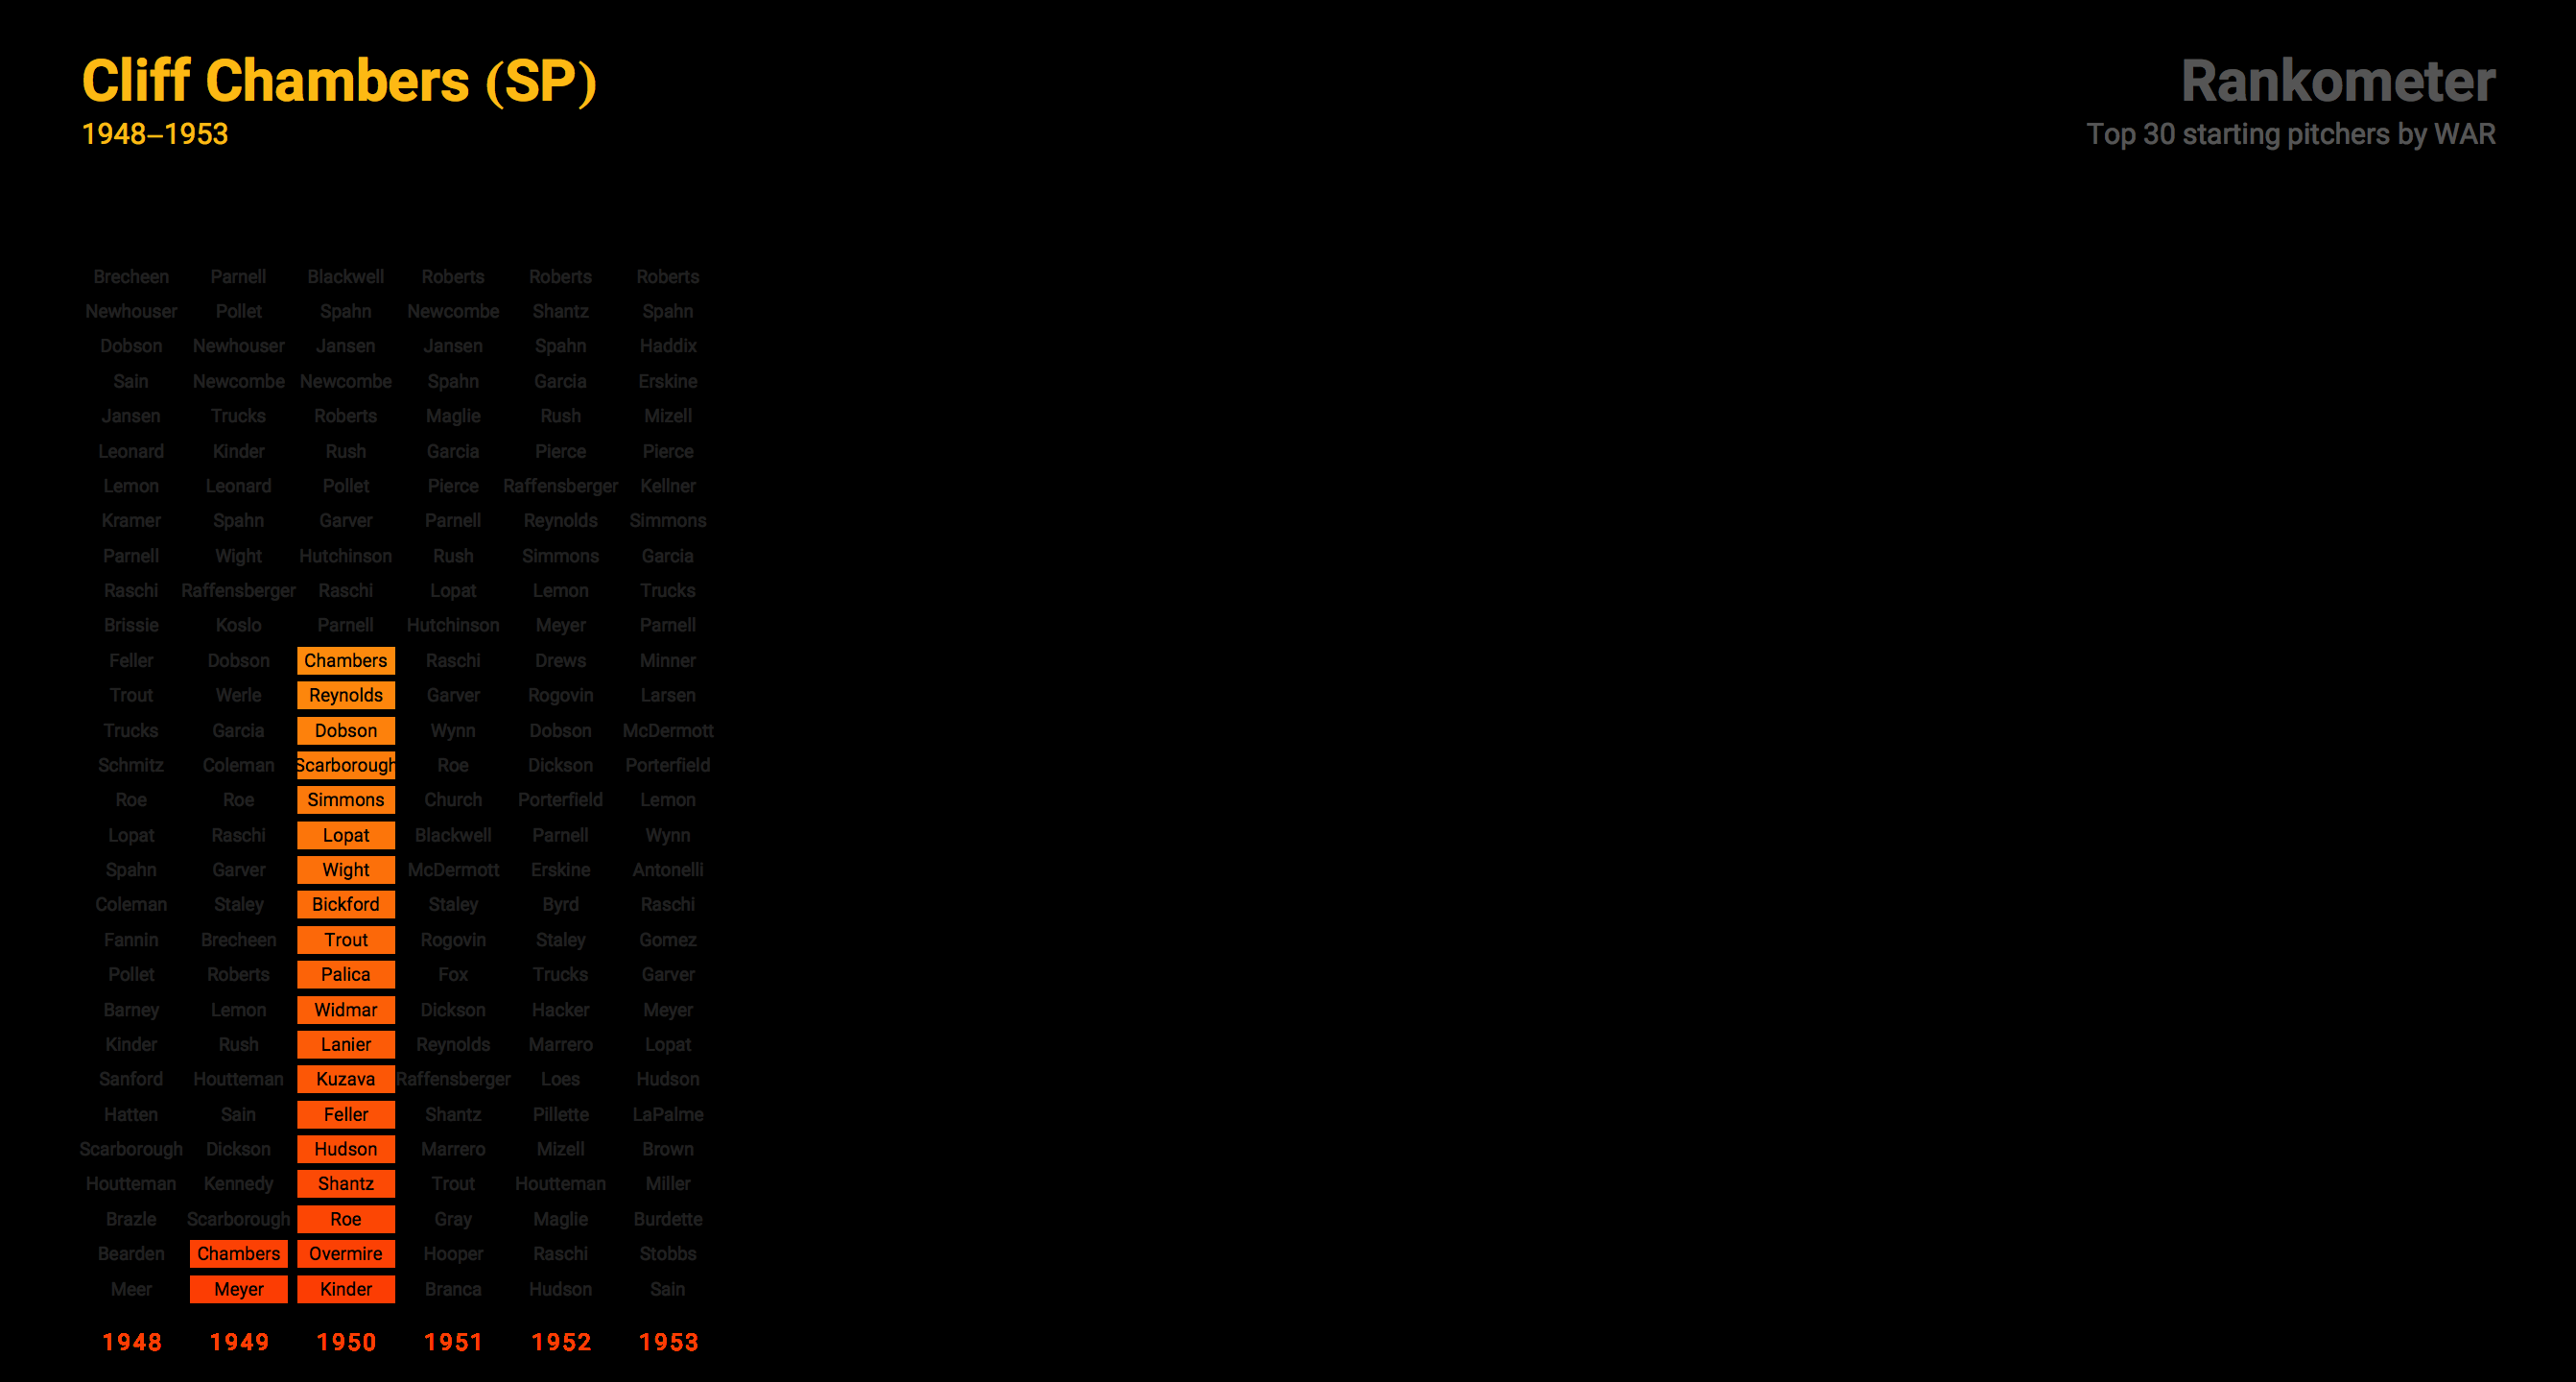 Cliff Chambers (SP)
1948–1953
Rankometer
Top 30 starting pitchers by WAR
Brecheen Parnell Blackwell Roberts Roberts Roberts
Newhouser Pollet Spahn Newcombe Shantz Spahn
Dobson Newhouser Jansen Jansen Spahn Haddix
Sain Newcombe Newcombe Spahn Garcia Erskine
Jansen Trucks Roberts Maglie Rush Mizell
Leonard Kinder Rush Garcia Pierce Pierce
Lemon Leonard Pollet Pierce Raffensberger Kellner
Kramer Spahn Garver Parnell Reynolds Simmons
Parnell Wight Hutchinson Rush Simmons Garcia
Raschi Raffensberger Raschi Lopat Lemon Trucks
Brissie Koslo Parnell Hutchinson Meyer Parnell
Feller Dobson Chambers Raschi Drews Minner
Trout Werle Reynolds Garver Rogovin Larsen
Trucks Garcia Dobson Wynn Dobson McDermott
Schmitz Coleman Scarborough Roe Dickson Porterfield
Roe Roe Simmons Church Porterfield Lemon
Lopat Raschi Lopat Blackwell Parnell Wynn
Spahn Garver Wight McDermott Erskine Antonelli
Coleman Staley Bickford Staley Byrd Raschi
Fannin Brecheen Trout Rogovin Staley Gomez
Pollet Roberts Palica Fox Trucks Garver
Barney Lemon Widmar Dickson Hacker Meyer
Kinder Rush Lanier Reynolds Marrero Lopat
Sanford Houtteman Kuzava Raffensberger Loes Hudson
Hatten Sain Feller Shantz Pillette LaPalme
Scarborough Dickson Hudson Marrero Mizell Brown
Houtteman Kennedy Shantz Trout Houtteman Miller
Brazle Scarborough Roe Gray Maglie Burdette
Bearden Chambers Overmire Hooper Raschi Stobbs
Meer Meyer Kinder Branca Hudson Sain
1948 1949 1950 1951 1952 1953